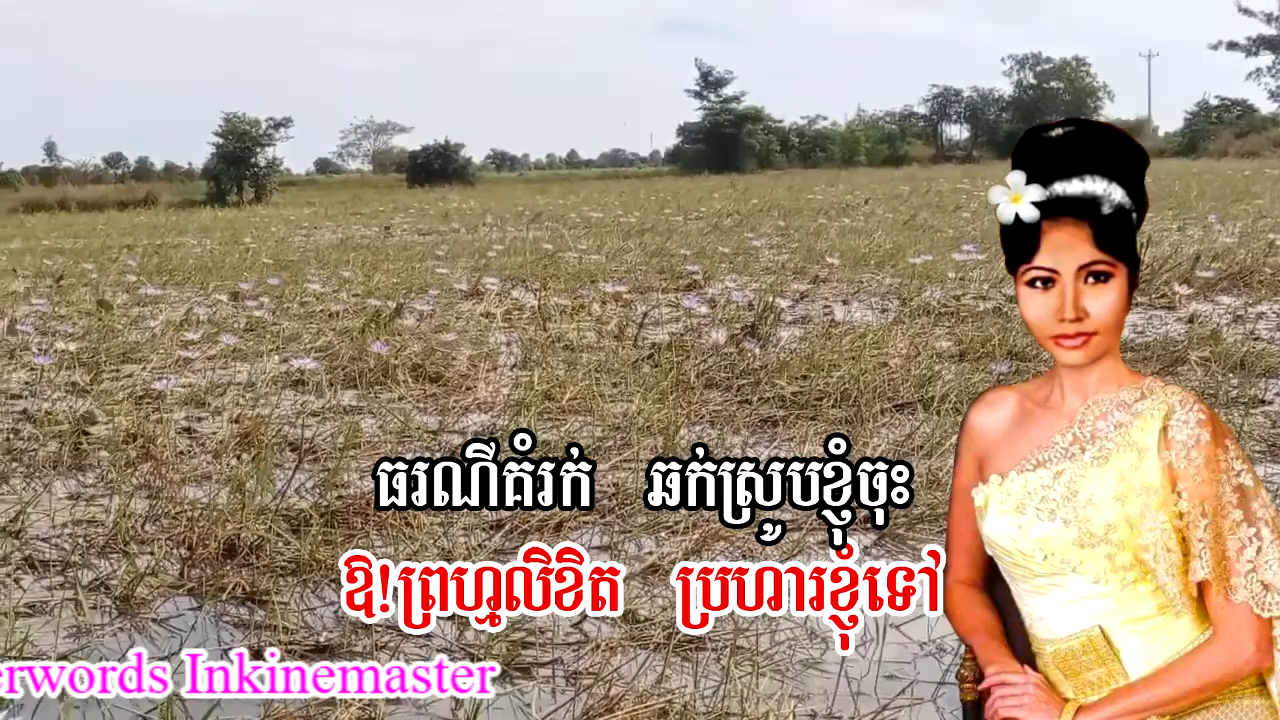 ធរណីគំរក់ ឆក់ស្រូបខ្ញុំចុះ
ឱ!ព្រហ្មលិខិត ប្រហារខ្ញុំទៅ
erwords Inkinemaster